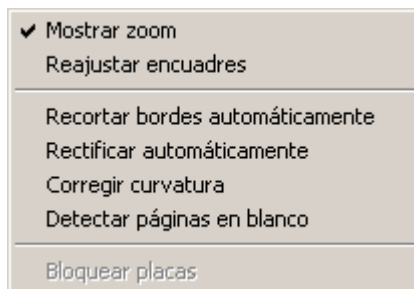 Mostrar zoom
Reajustar encuadres
Recortar bordes automáticamente
Rectificar automáticamente
Corregir curvatura
Detectar páginas en blanco
Bloquear placas